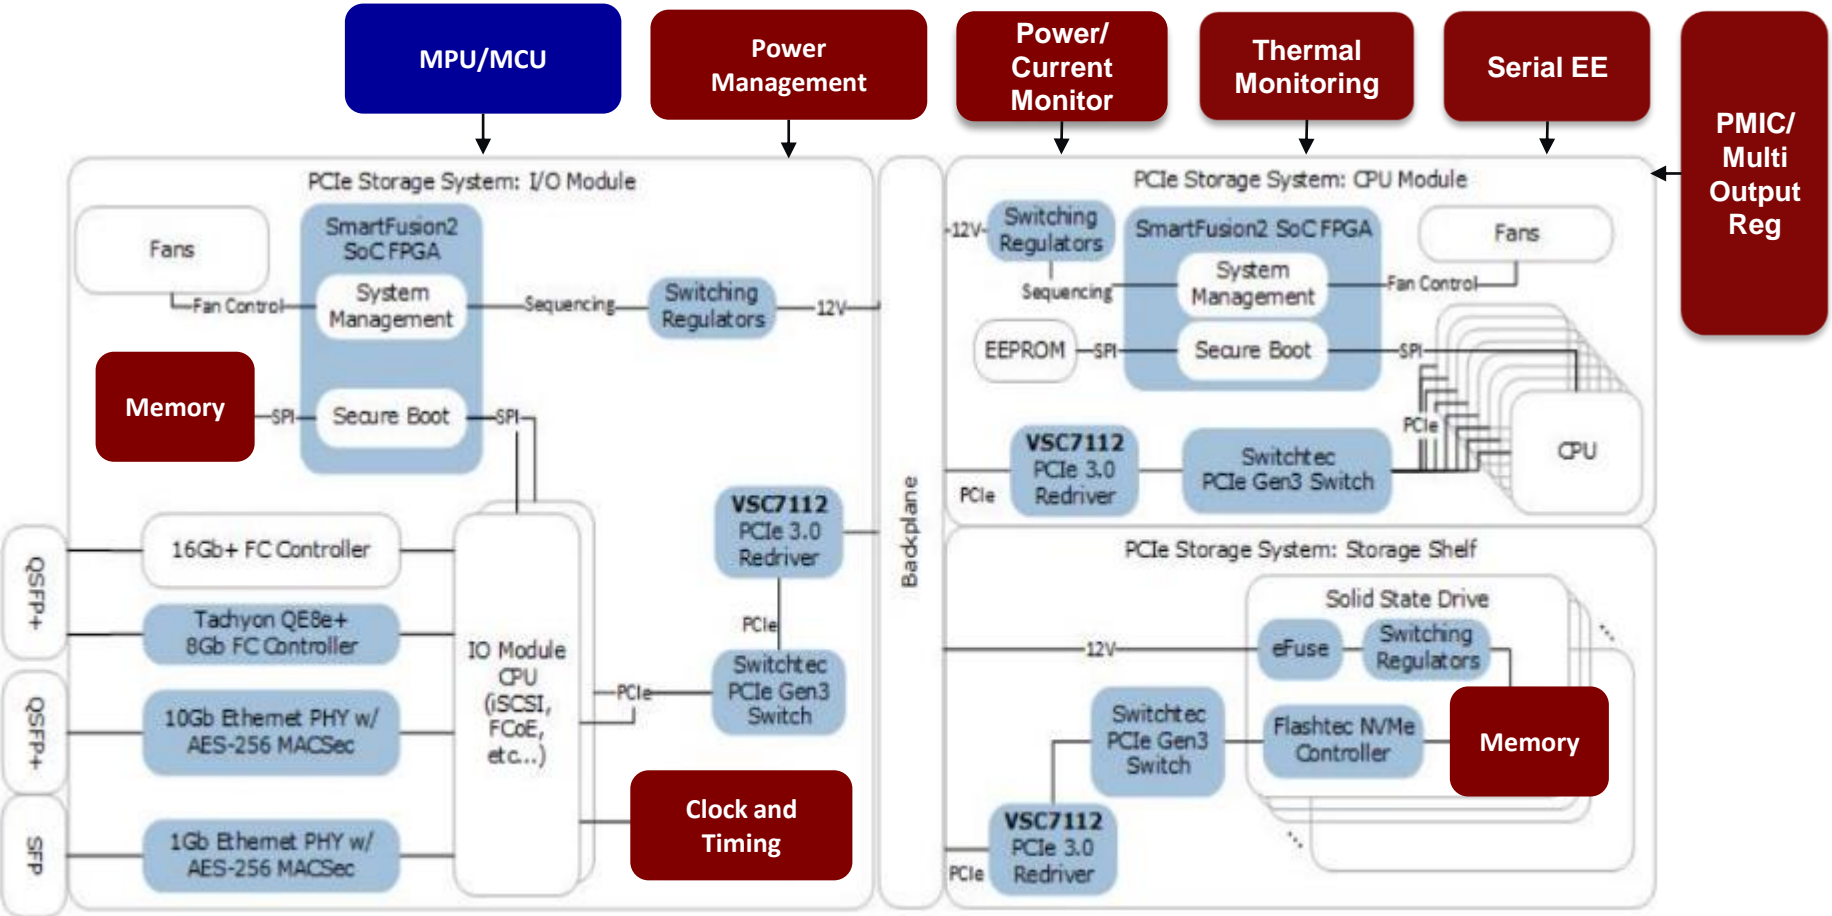 MPU/MCU
Power
Management
Power/
Current
Monitor
Thermal
Monitoring
Serial EE
PMIC/
Multi
Output
Reg
PCIe Storage System: I/O Module
Fans
SmartFusion2
SoC FPGA
System
Management
Fan Control
Sequencing
Switching
Regulators
12V
Memory
SPI
Secure Boot
SPI
QSFP+
QSFP+
SFP
16Gb+ FC Controller
Tachyon QE8e+
8Gb FC Controller
10Gb Ethernet PHY w/
AES-256 MACSec
1Gb Ethernet PHY w/
AES-256 MACSec
IO Module
CPU
(iSCSI,
FCoE,
etc...)
PCIe
VSC7112
PCIe 3.0
Redriver
PCIe
Switchtec
PCIe Gen3
Switch
Clock and
Timing
Backplane
PCIe Storage System: CPU Module
12V
Switching
Regulators
Sequencing
SmartFusion2 SoC FPGA
System
Management
Fans
Fan Control
EEPROM
SPI
Secure Boot
SPI
PCIe
VSC7112
PCIe 3.0
Redriver
Switchtec
PCIe Gen3 Switch
PCIe
CPU
PCIe Storage System: Storage Shelf
Solid State Drive
12V
eFuse
Switching
Regulators
Switchtec
PCIe Gen3
Switch
Flashtec NVMe
Controller
Memory
...
...
VSC7112
PCIe 3.0
Redriver
PCIe